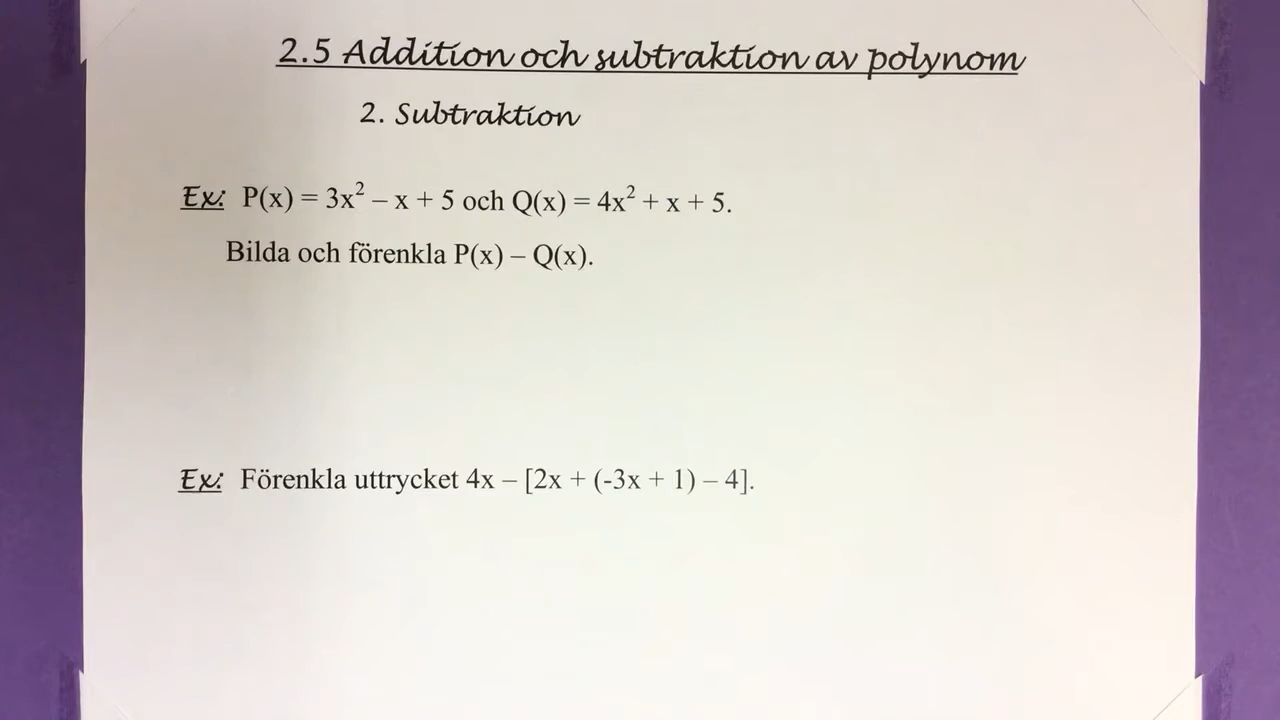 2.5 Addition och subtraktion av polynom
2. Subtraktion
Ex: P(x) = 3x² – x + 5 och Q(x) = 4x² + x + 5.
Bilda och förenkla P(x) – Q(x).
Ex: Förenkla uttrycket 4x – [2x + (-3x + 1) – 4].